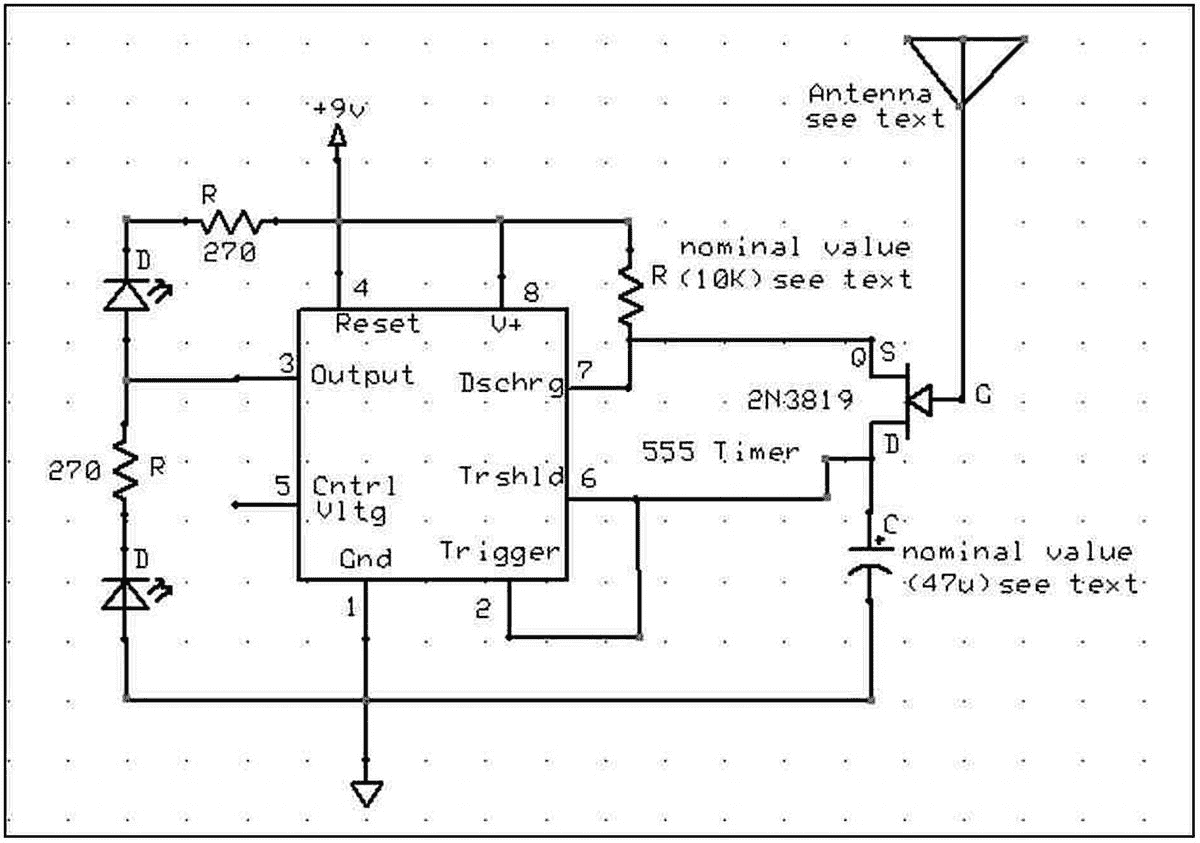 Antenna
see text
+9v
R
270
D
nominal value
R (10K) see text
4
8
Reset
V+
3
Output
Dschrg
7
Q
S
2N3819
G
D
555 Timer
270
R
5
Cntrl
Vltg
Trshld
6
C
+
nominal value
(47u) see text
D
Gnd
Trigger
1
2